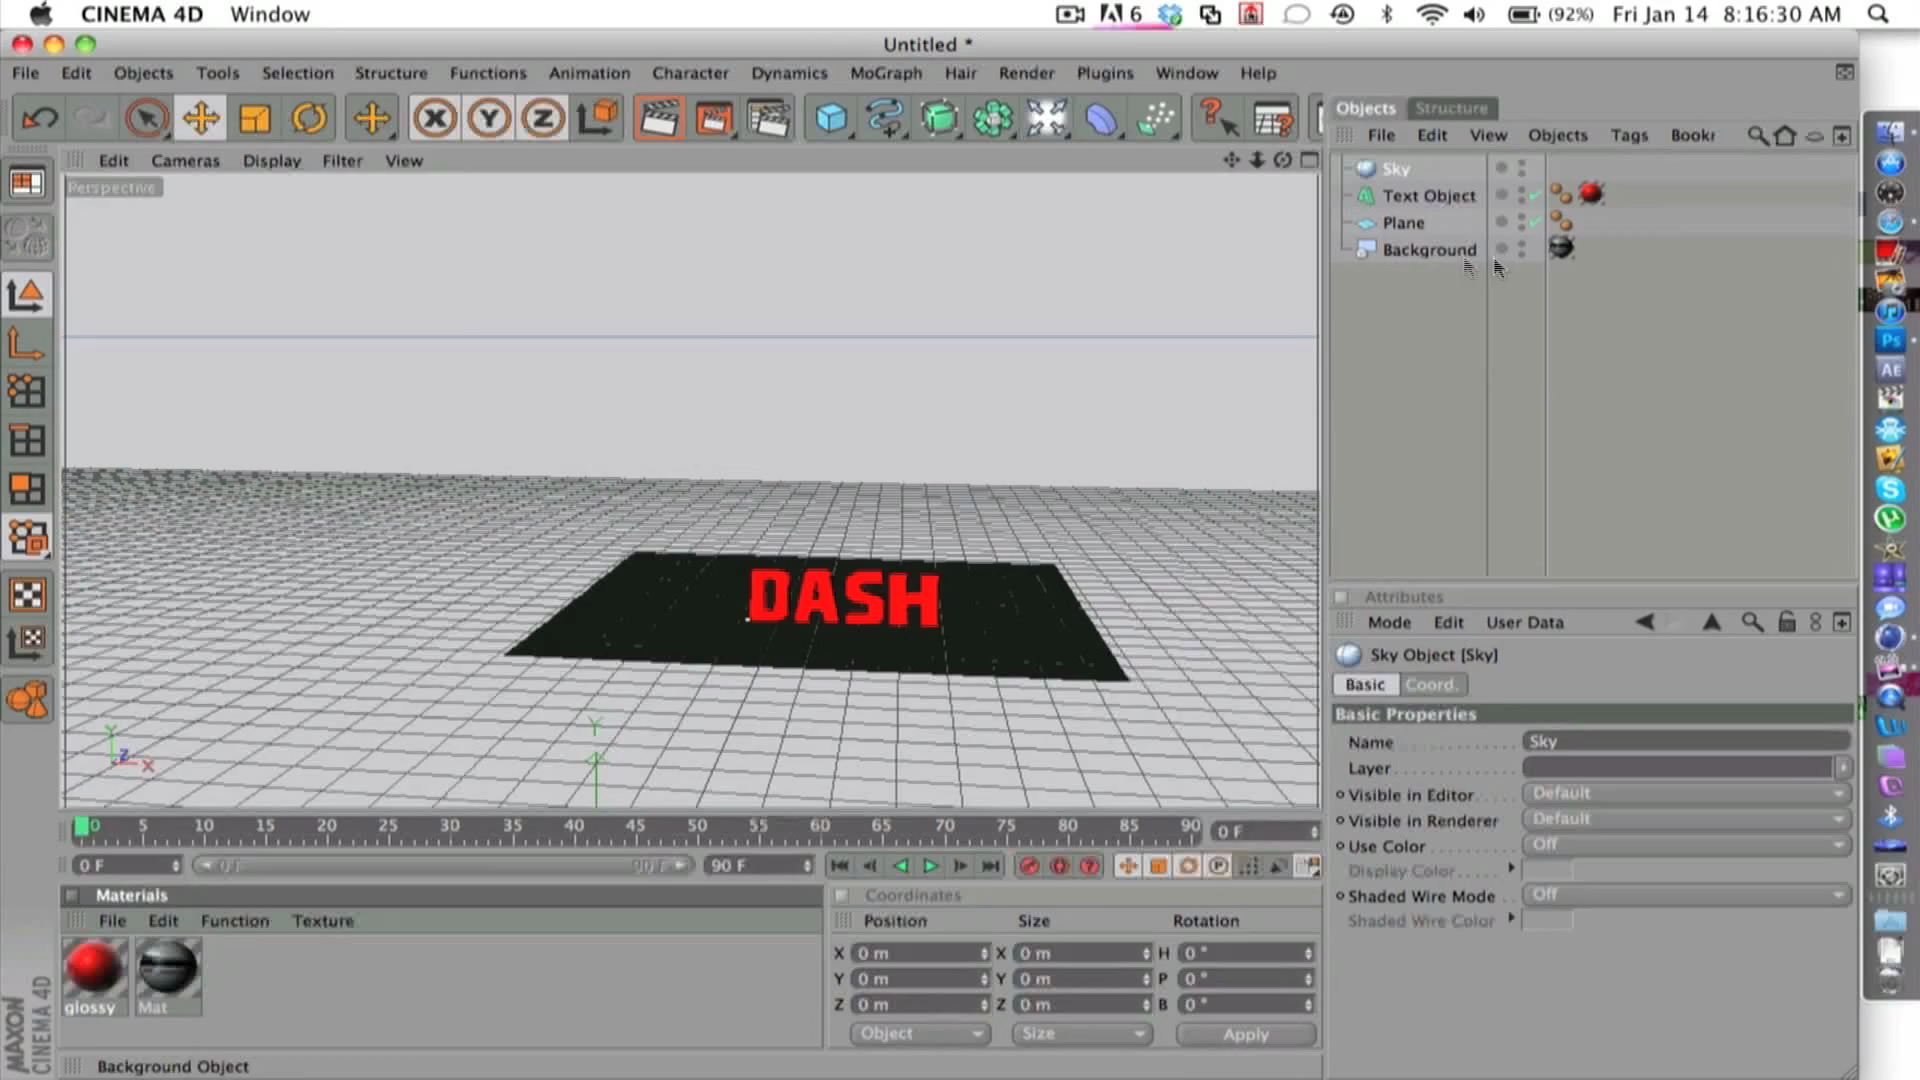 CINEMA 4D Window
6 (92%) Fri Jan 14 8:16:30 AM
Untitled *
File Edit Objects Tools Selection Structure Functions Animation Character Dynamics MoGraph Hair Render Plugins Window Help
X Y Z
Objects Structure
File Edit View Objects Tags Bookr
Edit Cameras Display Filter View
Perspective
Sky
Text Object
Plane
Background
DASH
Y
Y
Z
X
Ps
AE
Attributes
Mode Edit User Data
Sky Object [Sky]
Basic Coord.
Basic Properties
Name Sky
Layer
Visible in Editor Default
Visible in Renderer Default
Use Color Off
Display Color
Shaded Wire Mode Off
Shaded Wire Color
0 5 10 15 20 25 30 35 40 45 50 55 60 65 70 75 80 85 90 0 F
0 F 0 F 90 F 90 F
Materials
File Edit Function Texture
glossy Mat
Coordinates
Position Size Rotation
X 0 m X 0 m H 0 °
Y 0 m Y 0 m P 0 °
Z 0 m Z 0 m B 0 °
Object Size Apply
MAXON
CINEMA 4D
Background Object